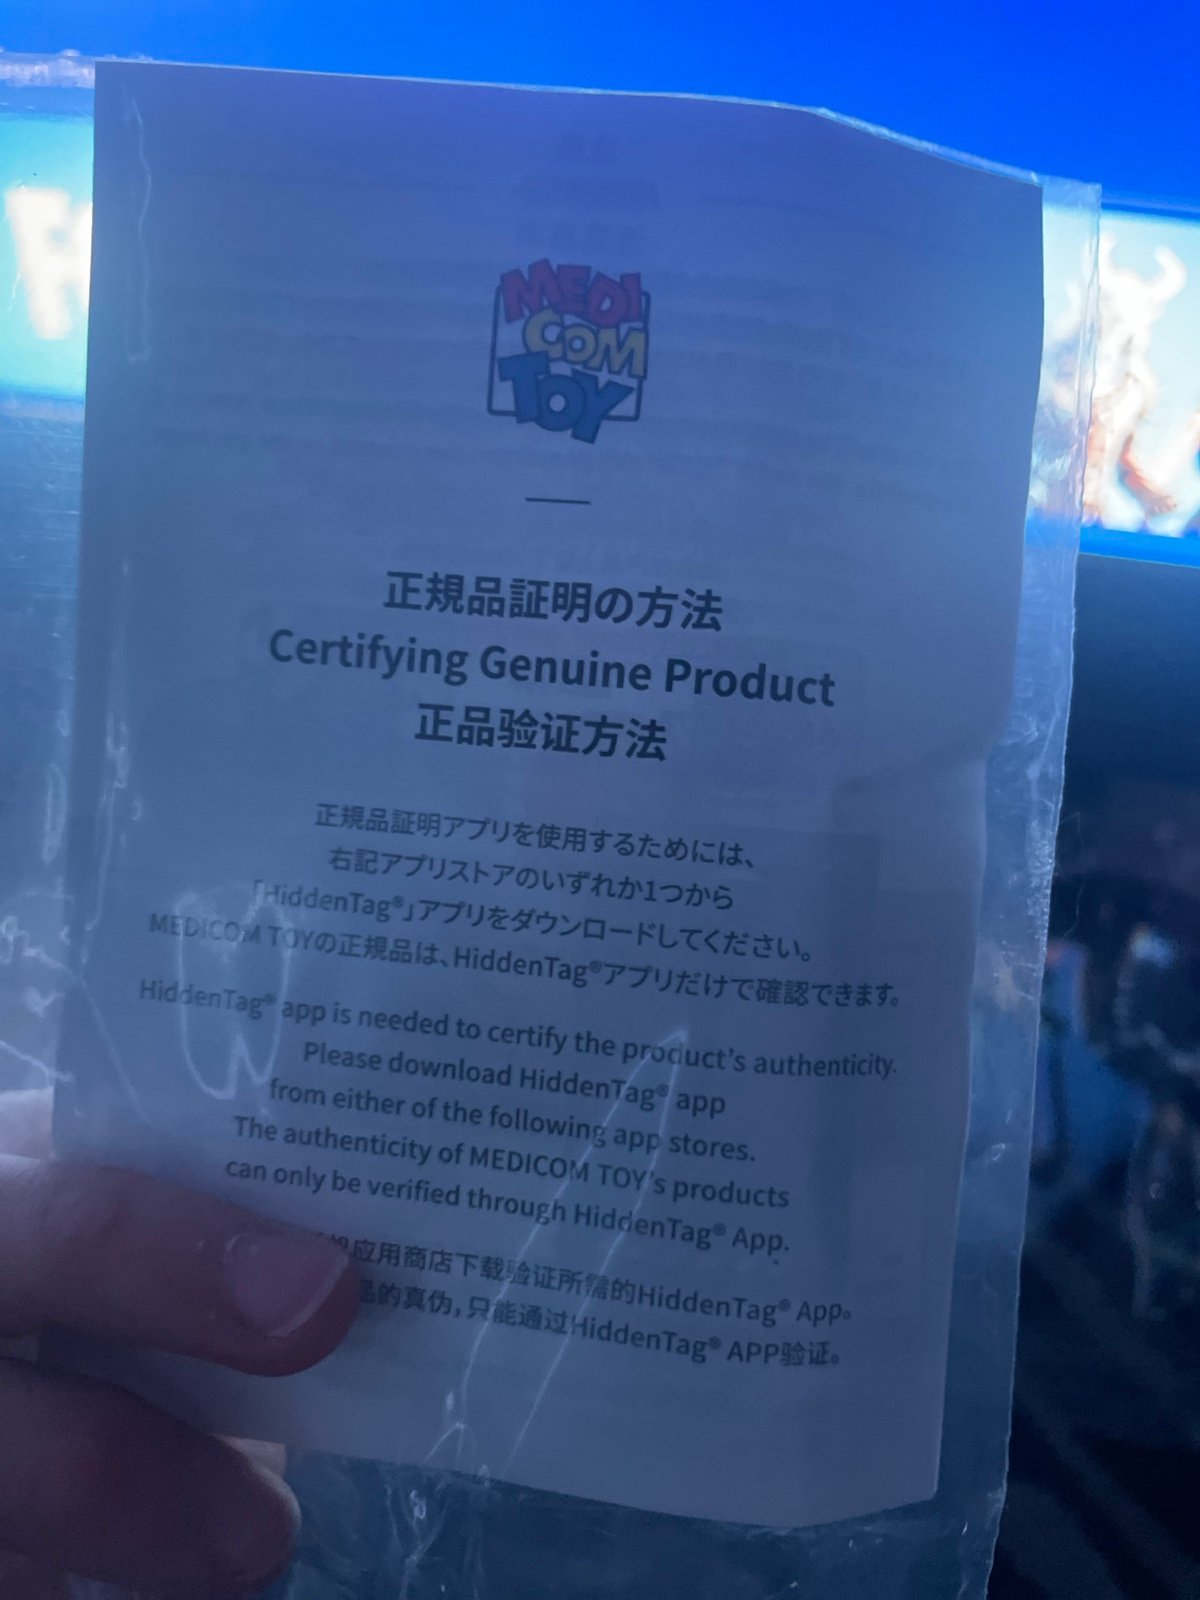 MEDI
COM
TOY
正規品証明の方法
Certifying Genuine Product
正品验证方法
正規品証明アプリを使用するためには、
右記アプリストアのいずれか1つから
「HiddenTag®」アプリをダウンロードしてください。
MEDICOM TOYの正規品は、HiddenTag®アプリだけで確認できます。
HiddenTag® app is needed to certify the product's authenticity.
Please download HiddenTag® app
from either of the following app stores.
The authenticity of MEDICOM TOY's products
can only be verified through HiddenTag® App.
应用商店下载验证所需的HiddenTag® App。
的真伪，只能通过HiddenTag® APP验证。